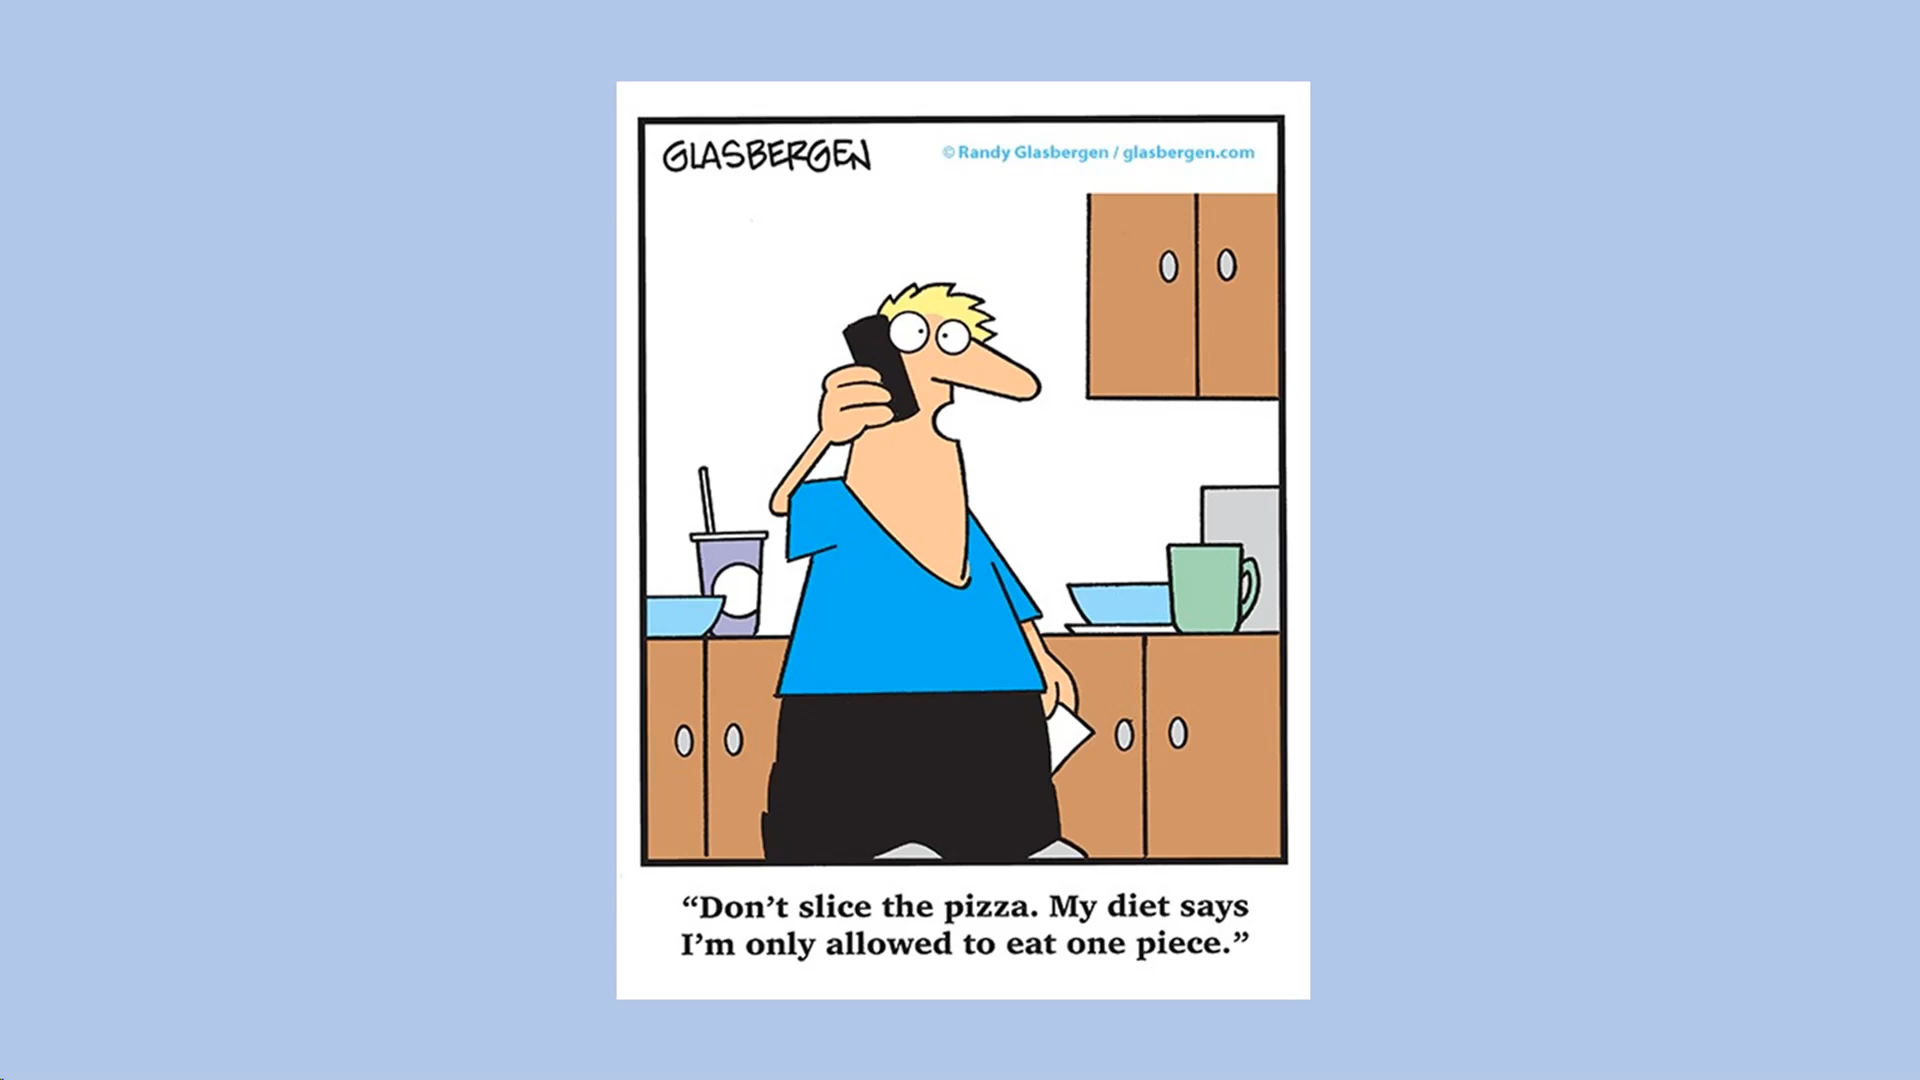 GLASBERGEN
© Randy Glasbergen / glasbergen.com
“Don’t slice the pizza. My diet says
I’m only allowed to eat one piece.”